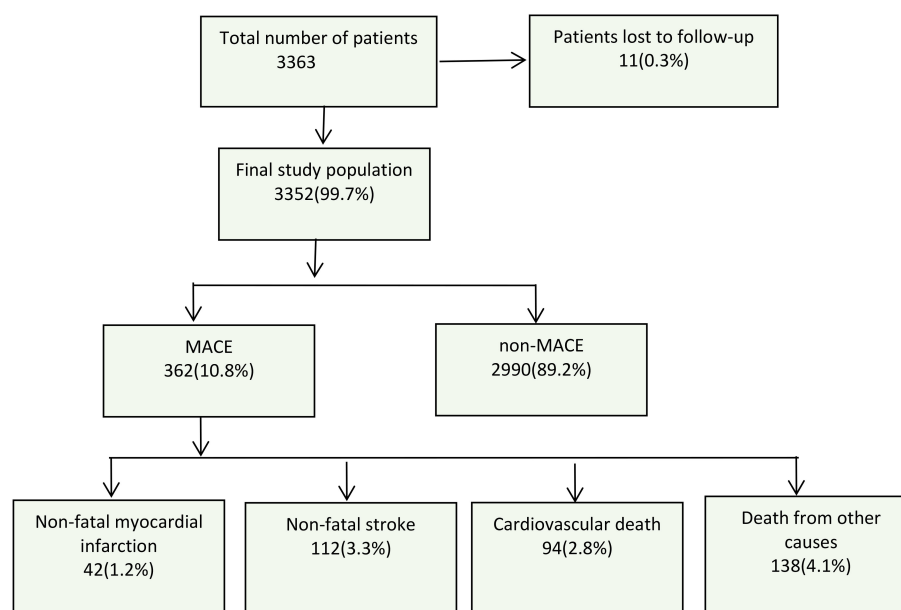 Total number of patients
3363
Patients lost to follow-up
11(0.3%)
Final study population
3352(99.7%)
MACE
362(10.8%)
non-MACE
2990(89.2%)
Non-fatal myocardial
infarction
42(1.2%)
Non-fatal stroke
112(3.3%)
Cardiovascular death
94(2.8%)
Death from other
causes
138(4.1%)